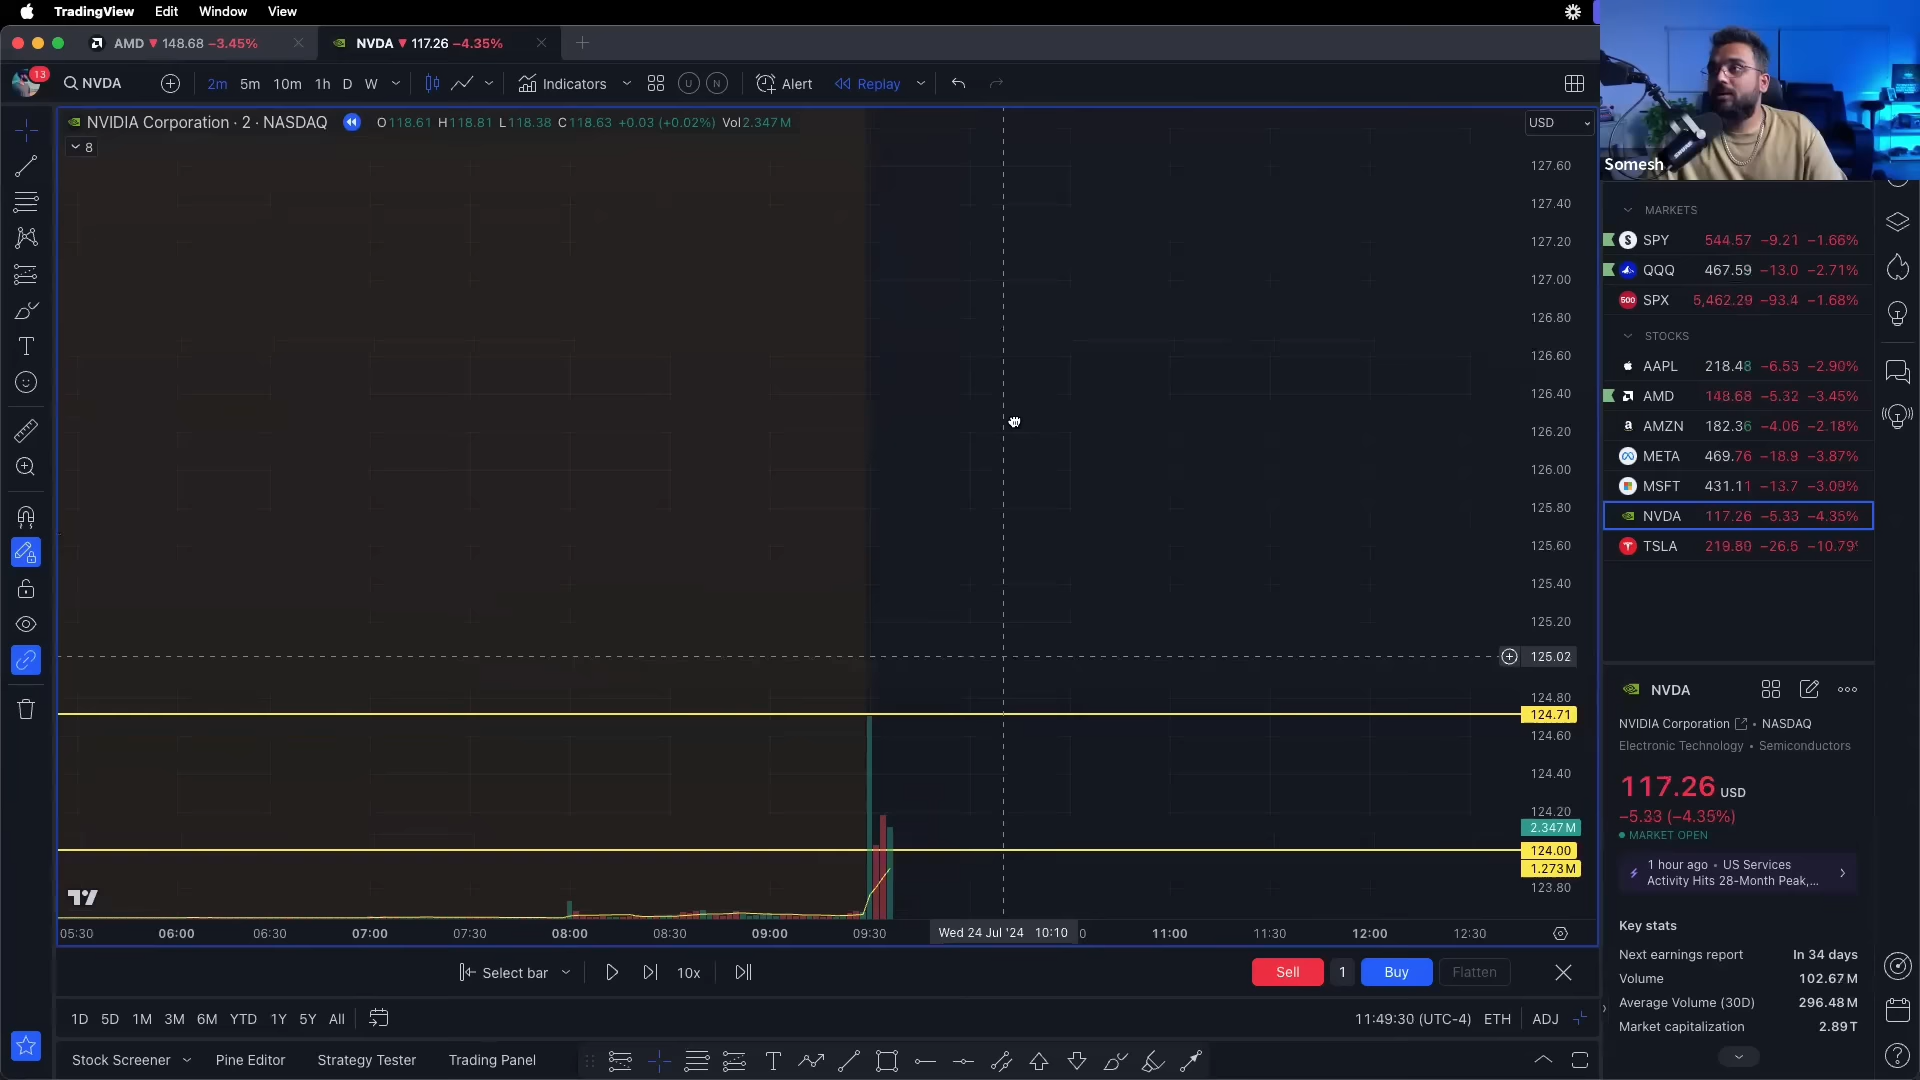 TradingView Edit Window View
AMD 148.68 −3.45%
NVDA 117.26 −4.35%
13
NVDA
2m 5m 10m 1h D W
Indicators
U N
Alert
Replay
NVIDIA Corporation · 2 · NASDAQ
O118.61 H118.81 L118.38 C118.63 +0.03 (+0.02%) Vol2.347 M
8
USD
127.60
127.40
127.20
127.00
126.80
126.60
126.40
126.20
126.00
125.80
125.60
125.40
125.20
125.02
124.80
124.71
124.60
124.40
124.20
2.347 M
124.00
1.273 M
123.80
05:30 06:00 06:30 07:00 07:30 08:00 08:30 09:00 09:30 Wed 24 Jul '24 10:10 0 11:00 11:30 12:00 12:30
Select bar
10x
Sell 1 Buy Flatten
1D 5D 1M 3M 6M YTD 1Y 5Y All
11:49:30 (UTC-4) ETH ADJ
Stock Screener Pine Editor Strategy Tester Trading Panel
Somesh
MARKETS
SPY 544.57 −9.21 −1.66%
QQQ 467.59 −13.0 −2.71%
500 SPX 5,462.29 −93.4 −1.68%
STOCKS
AAPL 218.48 −6.53 −2.90%
AMD 148.68 −5.32 −3.45%
AMZN 182.36 −4.06 −2.18%
META 469.76 −18.9 −3.87%
MSFT 431.11 −13.7 −3.09%
NVDA 117.26 −5.33 −4.35%
TSLA 219.80 −26.5 −10.79
NVDA
NVIDIA Corporation • NASDAQ
Electronic Technology • Semiconductors
117.26 USD
−5.33 (−4.35%)
MARKET OPEN
1 hour ago • US Services
Activity Hits 28-Month Peak,...
Key stats
Next earnings report In 34 days
Volume 102.67 M
Average Volume (30D) 296.48 M
Market capitalization 2.89 T